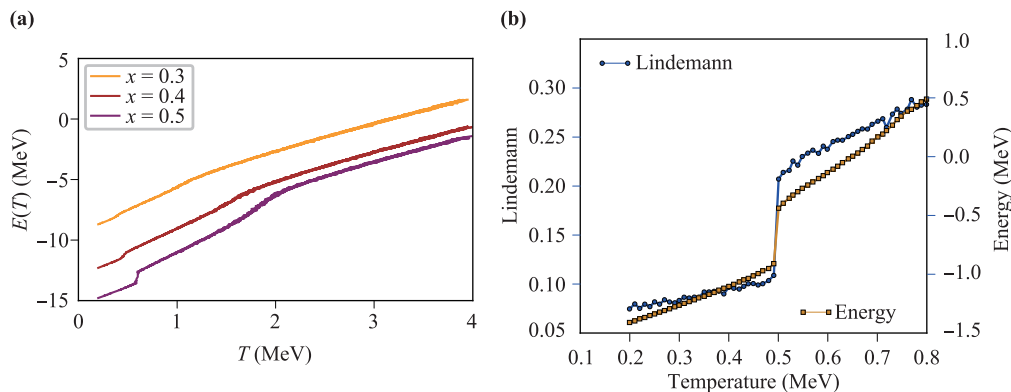 (a)
5
0
−5
−10
−15
E(T) (MeV)
x = 0.3
x = 0.4
x = 0.5
0
1
2
3
4
T (MeV)
(b)
Lindemann
0.30
0.25
0.20
0.15
0.10
0.05
Lindemann
Energy
1.0
0.5
0.0
−0.5
−1.0
−1.5
Energy (MeV)
0.1 0.2 0.3 0.4 0.5 0.6 0.7 0.8
Temperature (MeV)